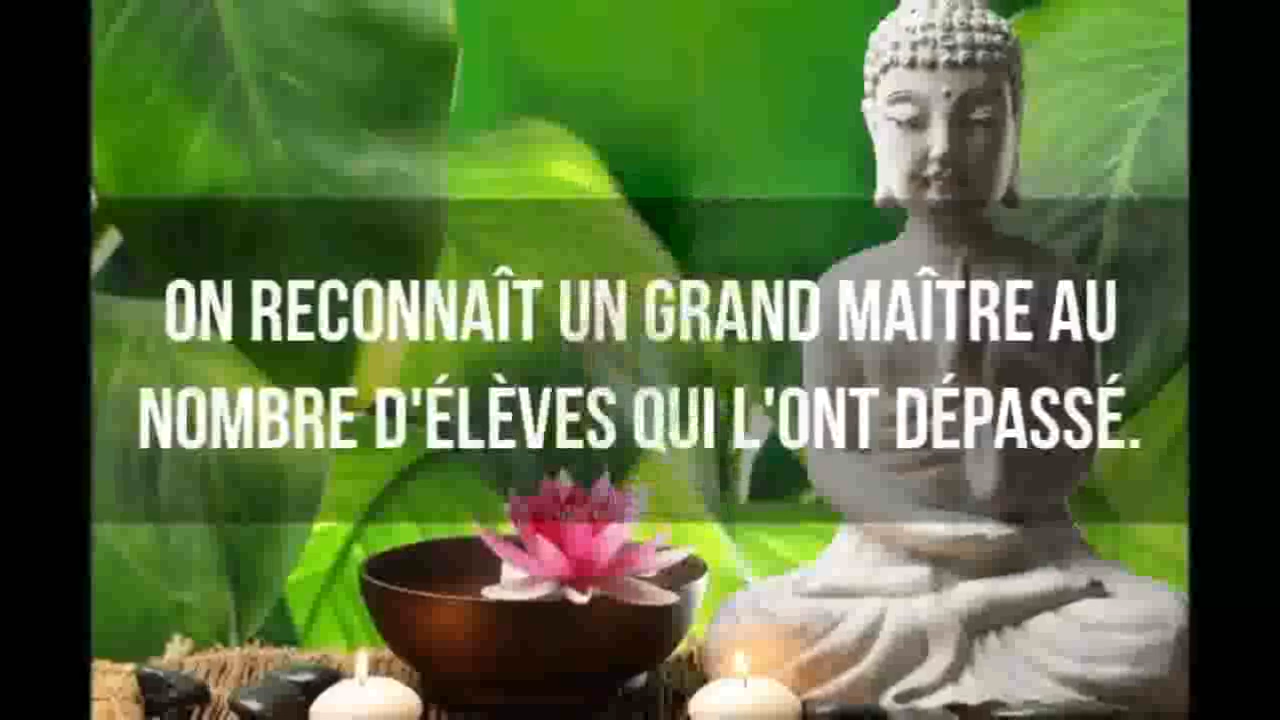 ON RECONNAÎT UN GRAND MAÎTRE AU
NOMBRE D'ÉLÈVES QUI L'ONT DÉPASSÉ.